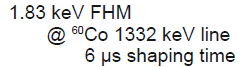 1.83 keV FHM
@ ⁶⁰Co 1332 keV line
6 µs shaping time